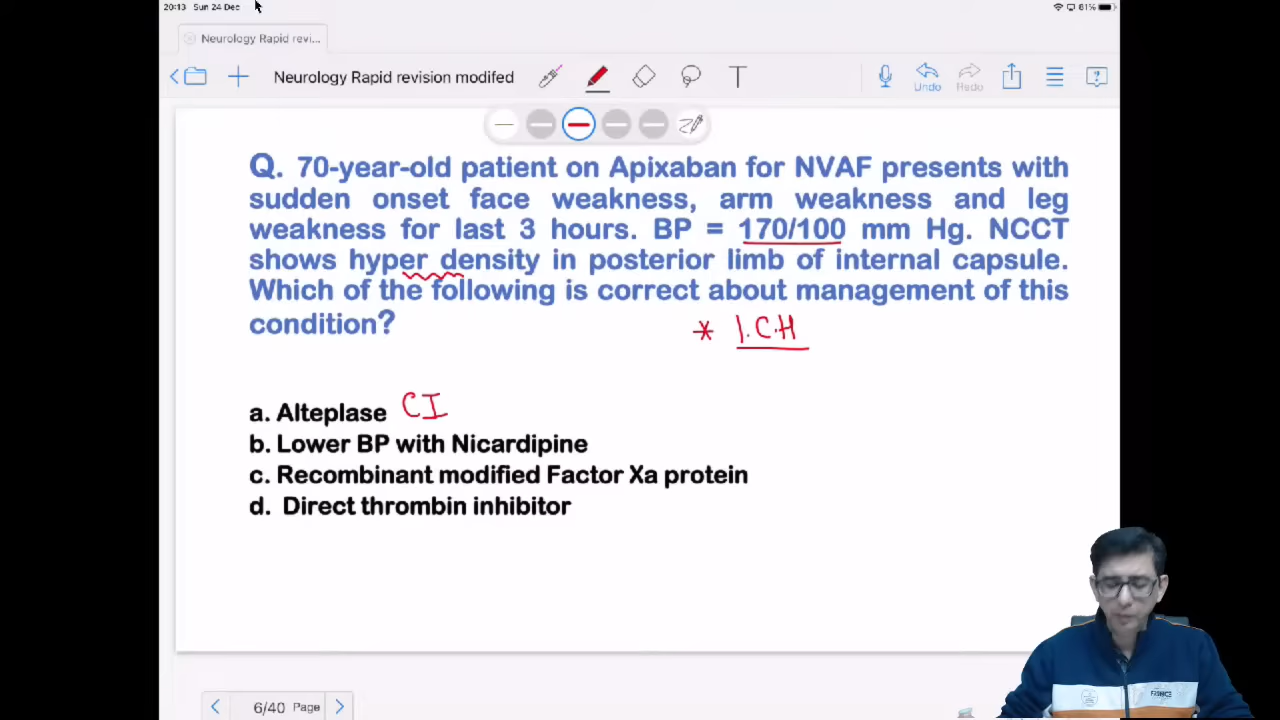 20:13 Sun 24 Dec
81%
Neurology Rapid revi...
Neurology Rapid revision modifed
T
Undo
Redo
Q. 70-year-old patient on Apixaban for NVAF presents with
sudden onset face weakness, arm weakness and leg
weakness for last 3 hours. BP = 170/100 mm Hg. NCCT
shows hyper density in posterior limb of internal capsule.
Which of the following is correct about management of this
condition?
* I.C.H
a. Alteplase CI
b. Lower BP with Nicardipine
c. Recombinant modified Factor Xa protein
d. Direct thrombin inhibitor
6/40 Page